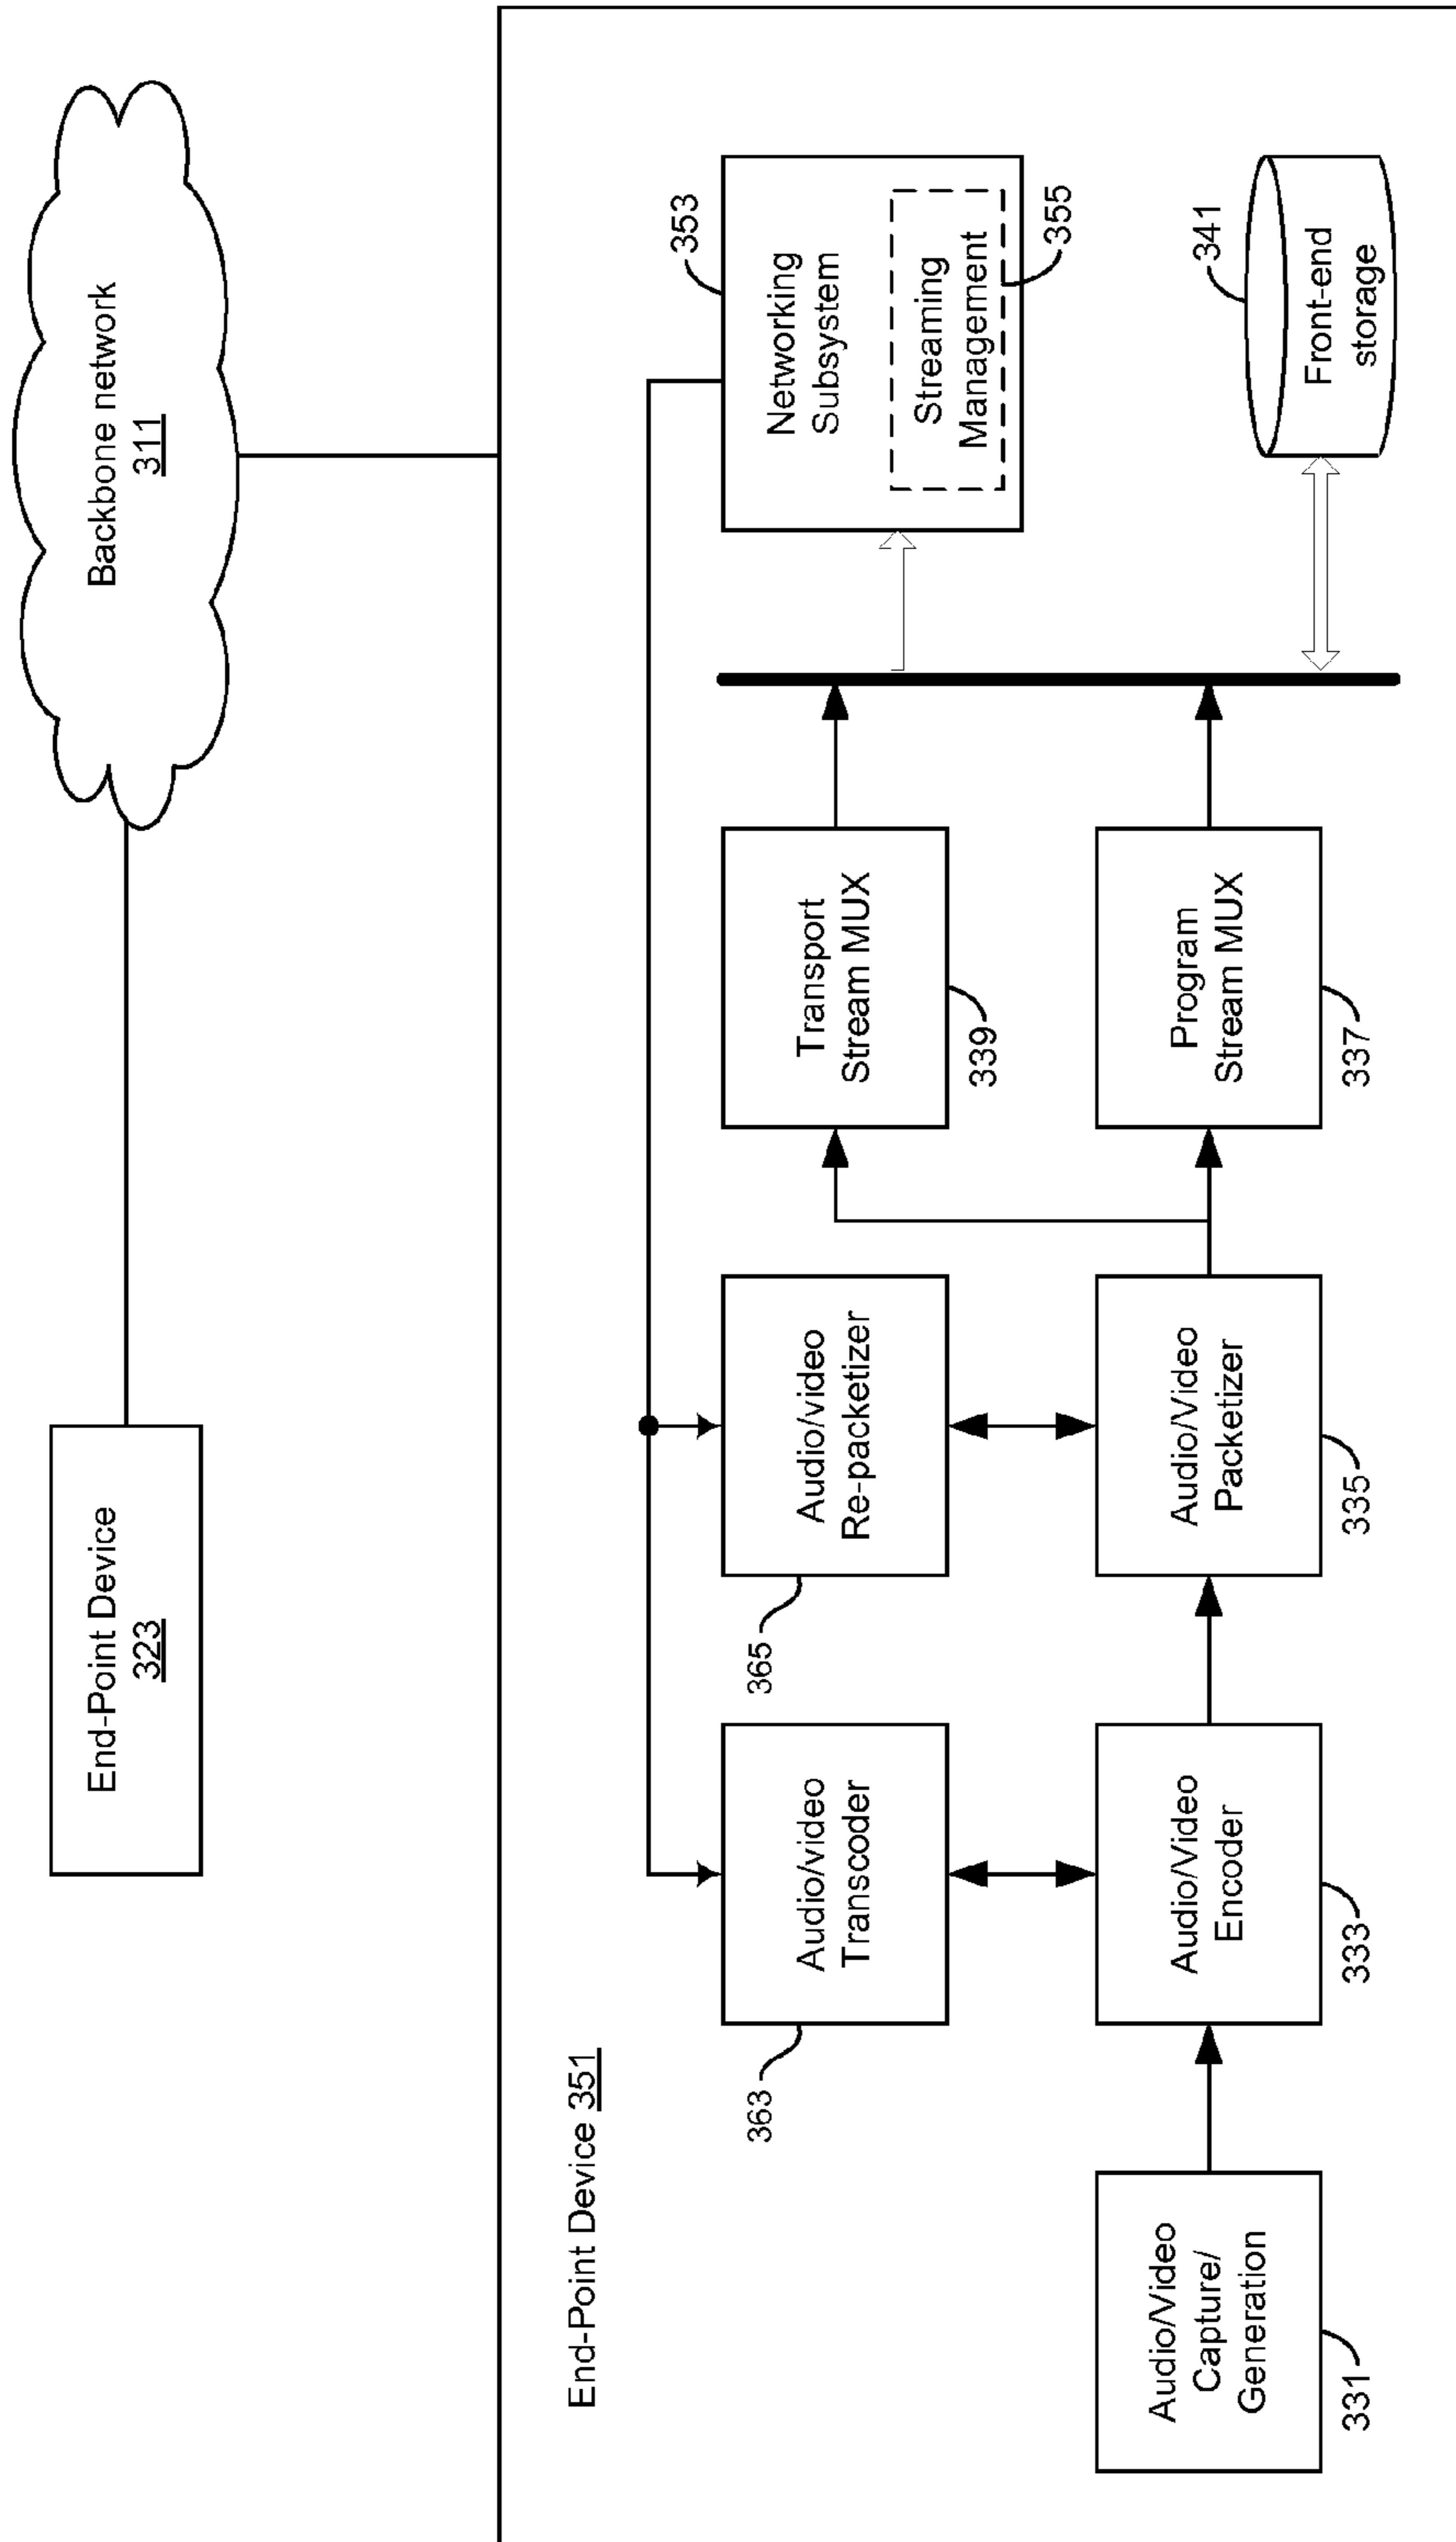 End-Point Device
323
Backbone network
311
End-Point Device 351
363
Audio/video
Transcoder
365
Audio/video
Re-packetizer
Transport
Stream MUX
339
353
Networking
Subsystem
Streaming
Management
355
Audio/Video
Capture/
Generation
331
Audio/Video
Encoder
333
Audio/Video
Packetizer
335
Program
Stream MUX
337
341
Front-end
storage